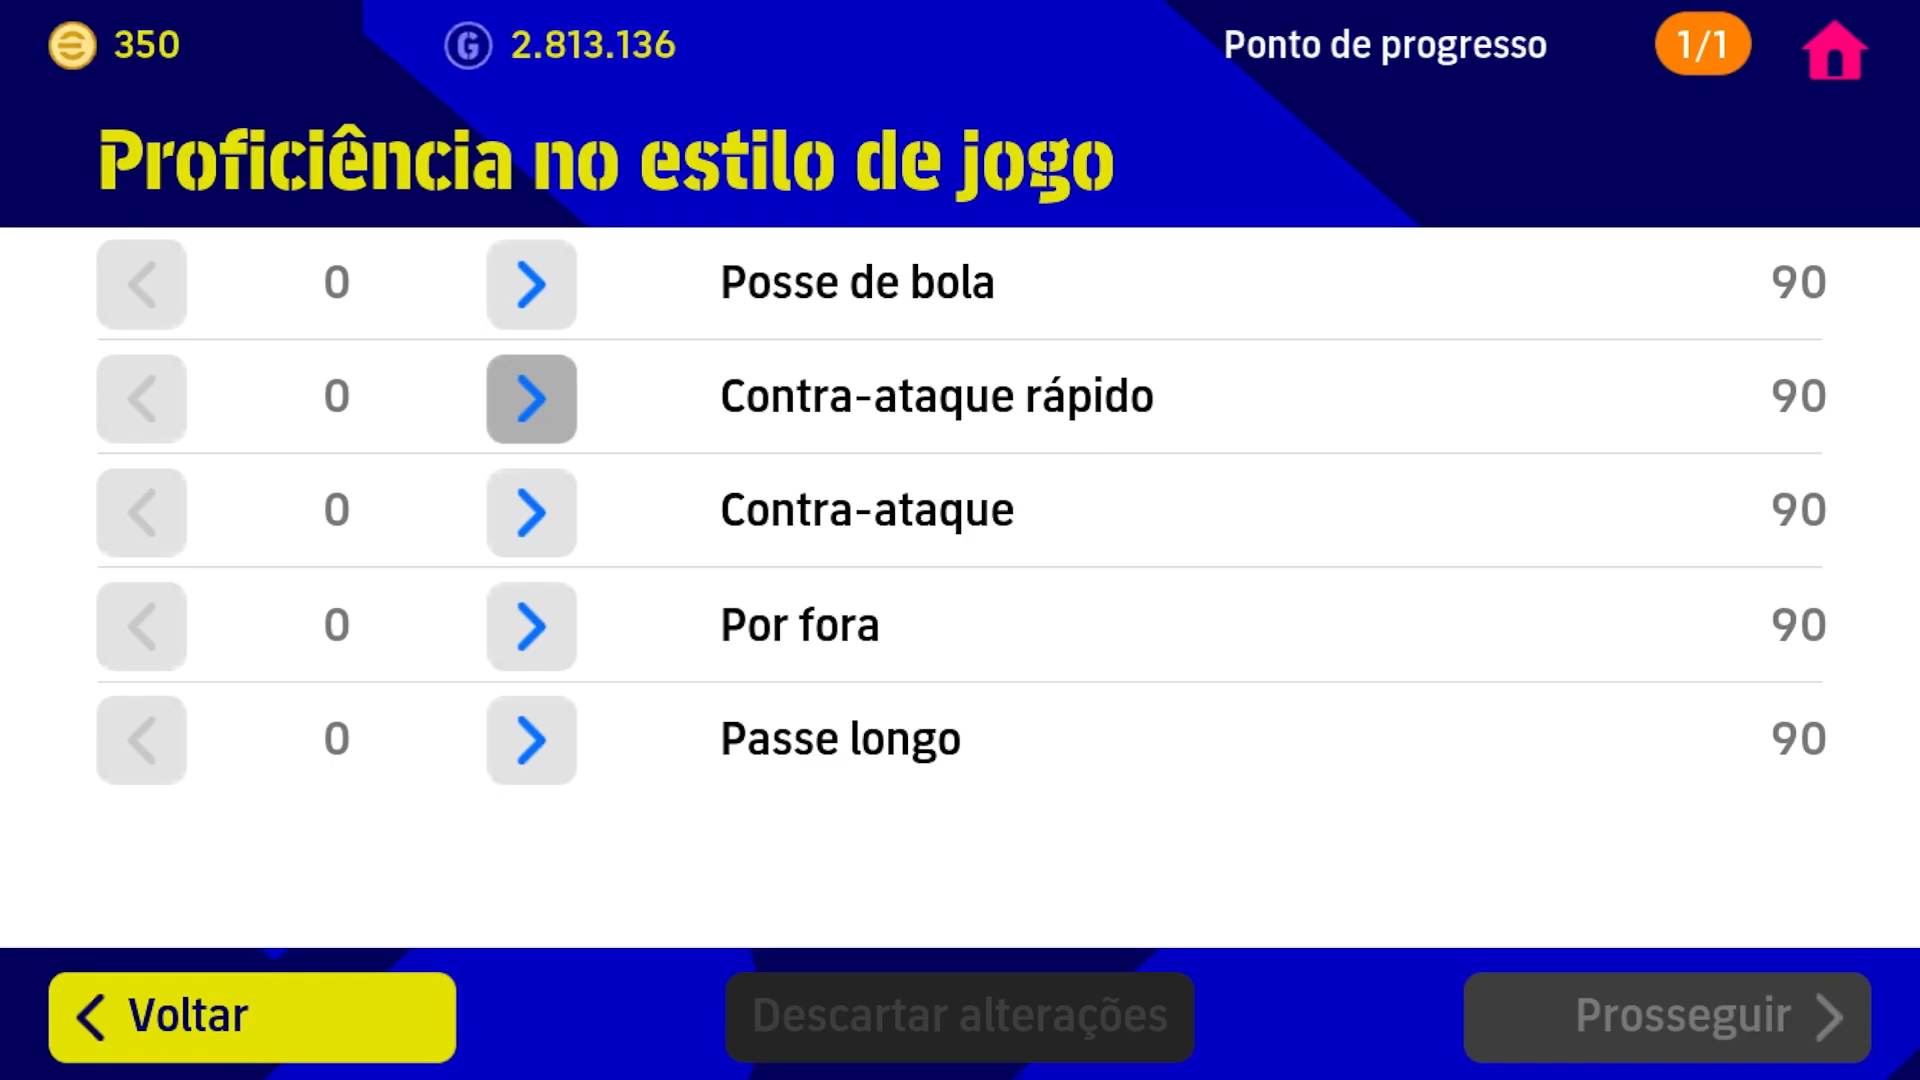 350
G 2.813.136
Ponto de progresso 1/1
Proficiência no estilo de jogo
0 Posse de bola 90
0 Contra-ataque rápido 90
0 Contra-ataque 90
0 Por fora 90
0 Passe longo 90
Voltar
Descartar alterações
Prosseguir